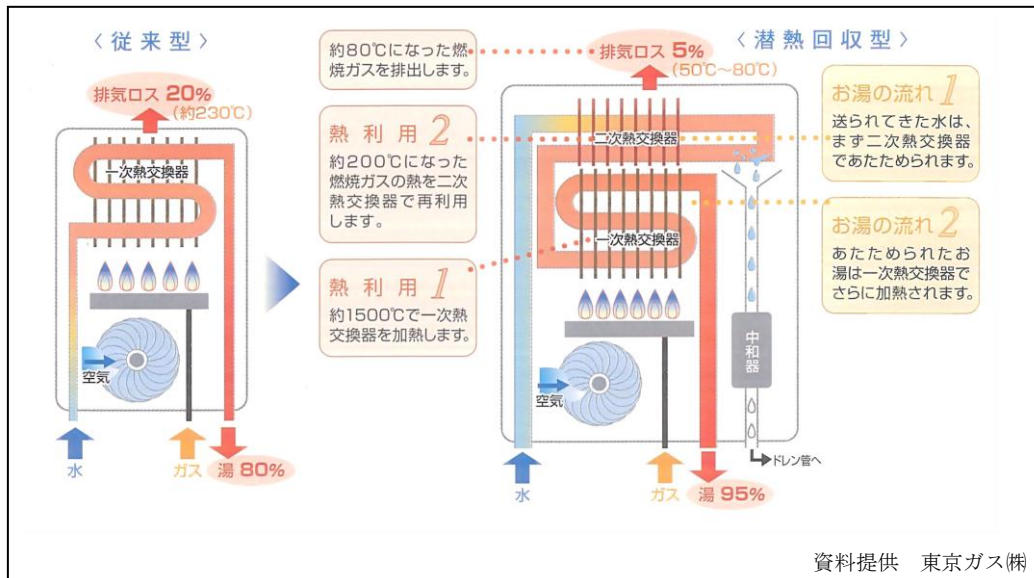 〈従来型〉
排気ロス 20%
(約230℃)
一次熱交換器
空気
水
ガス
湯 80%
約80℃になった燃
焼ガスを排出します。
熱利用2
約200℃になった
燃焼ガスの熱を二次
熱交換器で再利用
します。
熱利用1
約1500℃で一次熱
交換器を加熱します。
〈潜熱回収型〉
排気ロス 5%
(50℃~80℃)
二次熱交換器
一次熱交換器
空気
中和器
ドレン管へ
水
ガス
湯 95%
お湯の流れ1
送られてきた水は、
まず二次熱交換器
であたためられます。
お湯の流れ2
あたためられたお
湯は一次熱交換器で
さらに加熱されます。
資料提供 東京ガス㈱